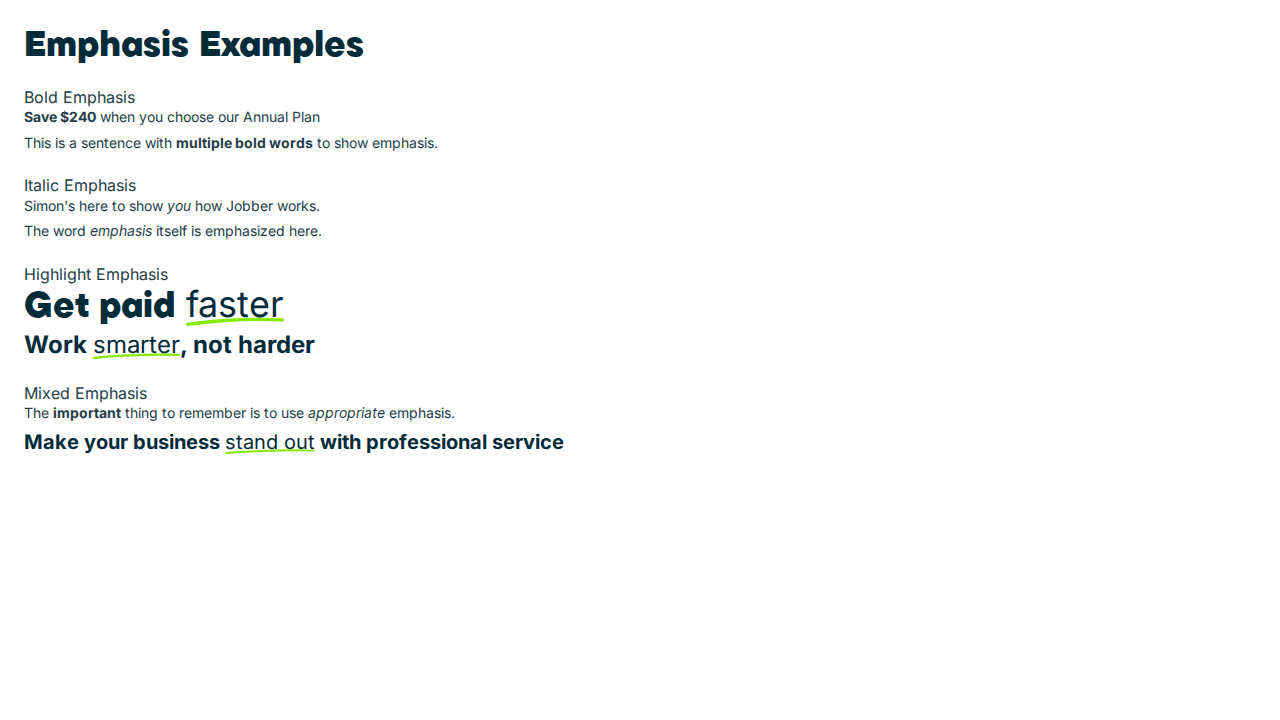 Emphasis Examples
Bold Emphasis
Save $240 when you choose our Annual Plan
This is a sentence with multiple bold words to show emphasis.
Italic Emphasis
Simon's here to show you how Jobber works.
The word emphasis itself is emphasized here.
Highlight Emphasis
Get paid faster
Work smarter, not harder
Mixed Emphasis
The important thing to remember is to use appropriate emphasis.
Make your business stand out with professional service